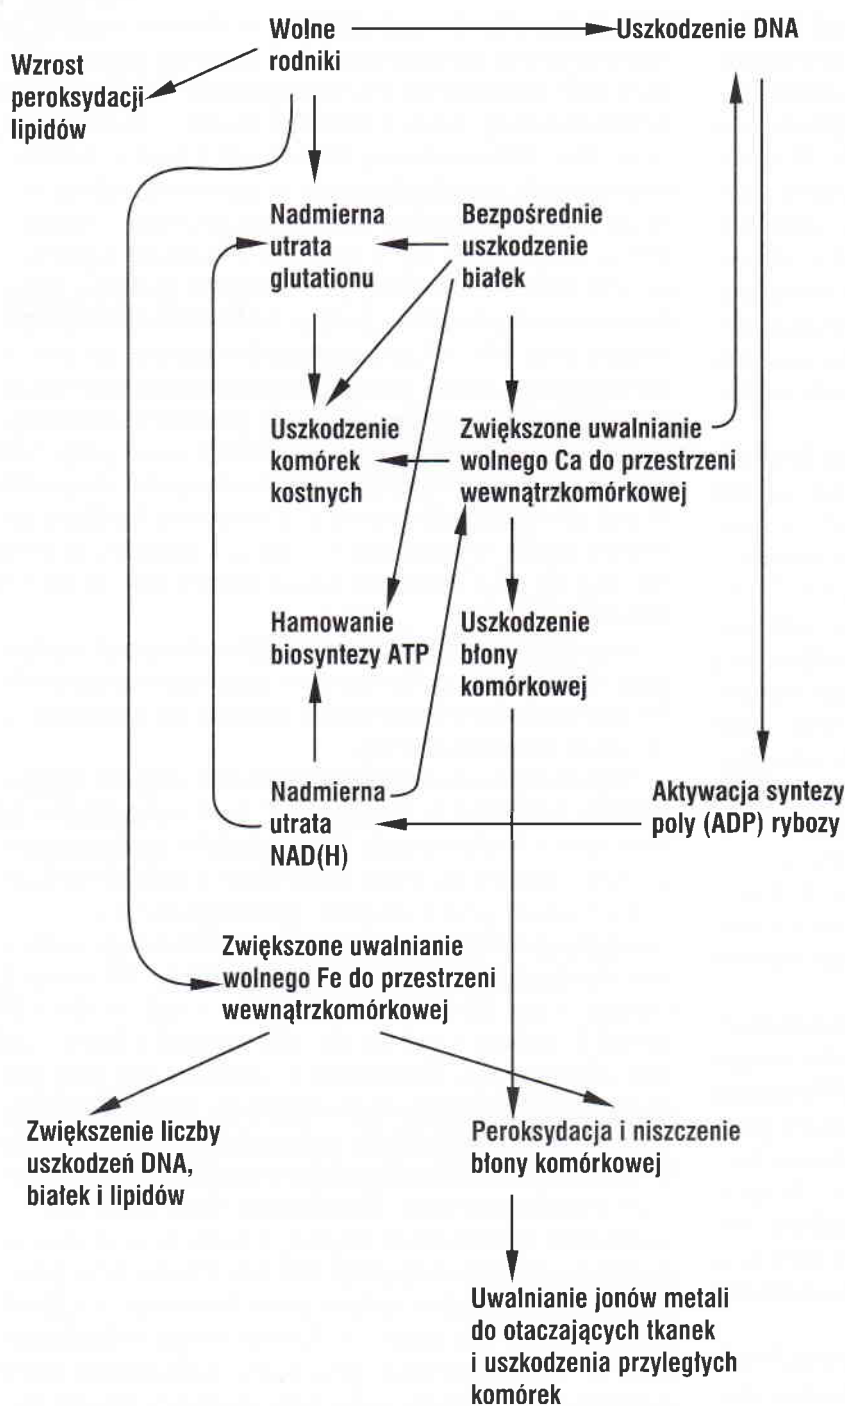 Wolne
rodniki
Uszkodzenie DNA
Wzrost
peroksydacji
lipidów
Nadmierna
utrata
glutationu
Bezpośrednie
uszkodzenie
białek
Uszkodzenie
komórek
kostnych
Zwiększone uwalnianie
wolnego Ca do przestrzeni
wewnątrzkomórkowej
Hamowanie
biosyntezy ATP
Uszkodzenie
błony
komórkowej
Nadmierna
utrata
NAD(H)
Aktywacja syntezy
poly (ADP) rybozy
Zwiększone uwalnianie
wolnego Fe do przestrzeni
wewnątrzkomórkowej
Zwiększenie liczby
uszkodzeń DNA,
białek i lipidów
Peroksydacja i niszczenie
błony komórkowej
Uwalnianie jonów metali
do otaczających tkanek
i uszkodzenia przyległych
komórek